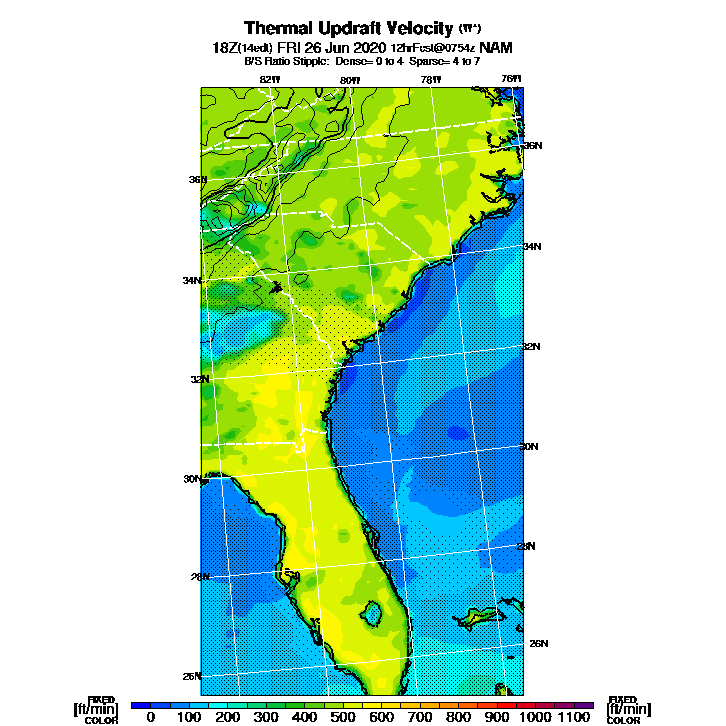 Thermal Updraft Velocity (W*)
18Z(14edt) FRI 26 Jun 2020 12hrFcst@0754z NAM
B/S Ratio Stipple: Dense= 0 to 4 Sparse= 4 to 7
82W 80W 78W 76W
36N
36N
34N
34N
32N
32N
30N
30N
28N
28N
26N
26N
FIXED FIXED
[ft/min] 0 100 200 300 400 500 600 700 800 900 1000 1100 [ft/min]
COLOR COLOR